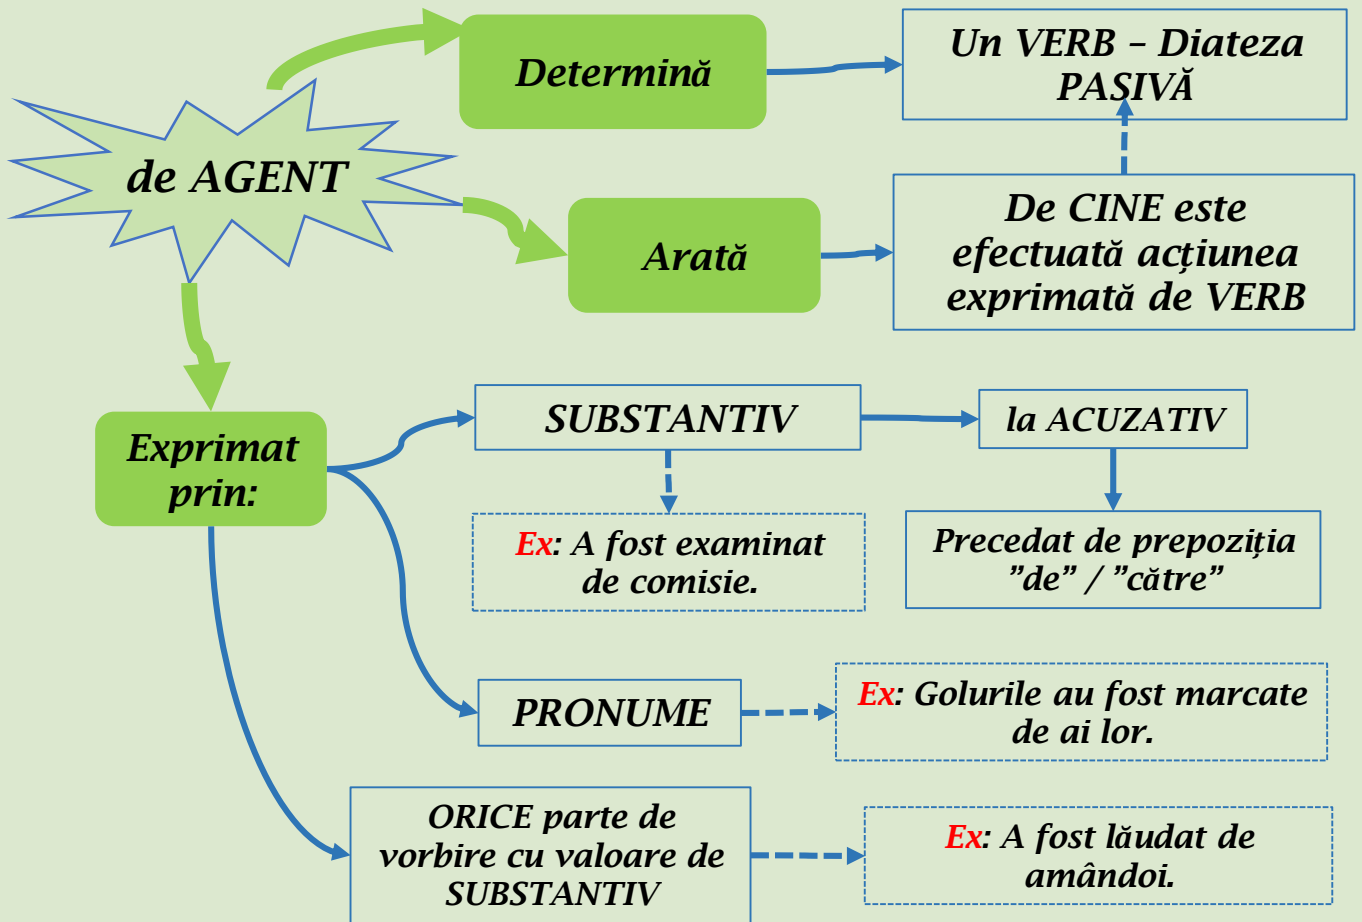 de AGENT
Determină
Un VERB – Diateza
PASIVĂ
Arată
De CINE este
efectuată acțiunea
exprimată de VERB
Exprimat
prin:
SUBSTANTIV
la ACUZATIV
Ex: A fost examinat
de comisie.
Precedat de prepoziția
”de” / ”către”
PRONUME
Ex: Golurile au fost marcate
de ai lor.
ORICE parte de
vorbire cu valoare de
SUBSTANTIV
Ex: A fost lăudat de
amândoi.